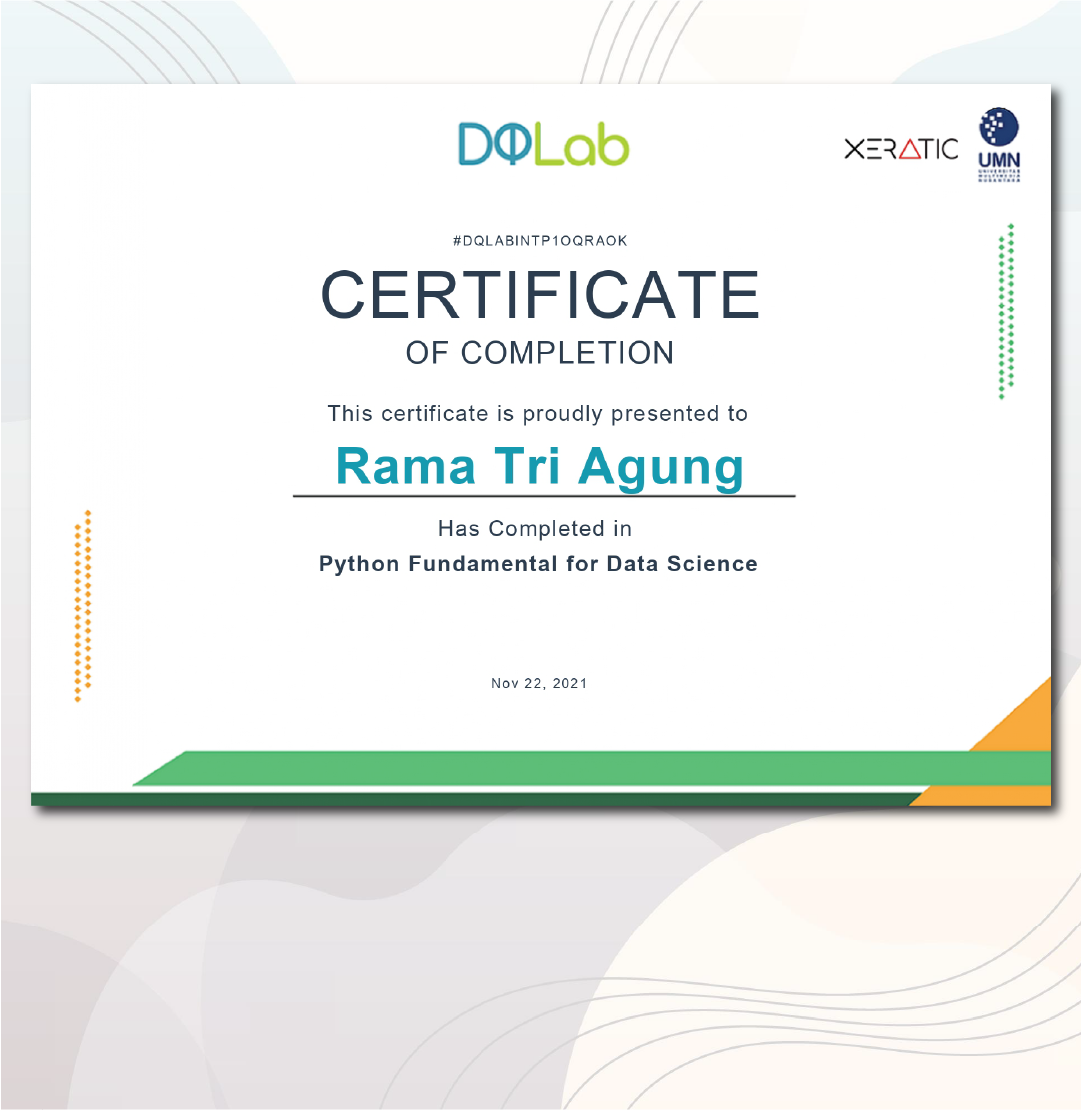 DQLab
XERATIC
UMN
UNIVERSITAS
MULTIMEDIA
NUSANTARA
#DQLABINTP1OQRAOK
CERTIFICATE
OF COMPLETION
This certificate is proudly presented to
Rama Tri Agung
Has Completed in
Python Fundamental for Data Science
Nov 22, 2021